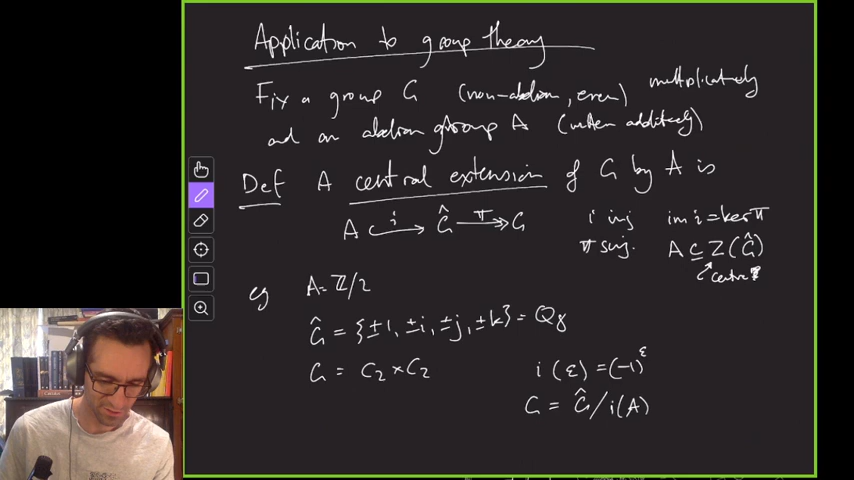 Application to group theory
Fix a group G (non-abelian, even) multiplicatively
and an abelian group A (written additively)
Def A central extension of G by A is
A i Ĝ π G i inj im i = ker π
π surj. A ⊆ Z(Ĝ)
centre
eg A = ℤ/2
Ĝ = {±1, ±i, ±j, ±k} = Q8
G = C2 × C2 i(ε) = (-1)^ε
G = Ĝ/i(A)